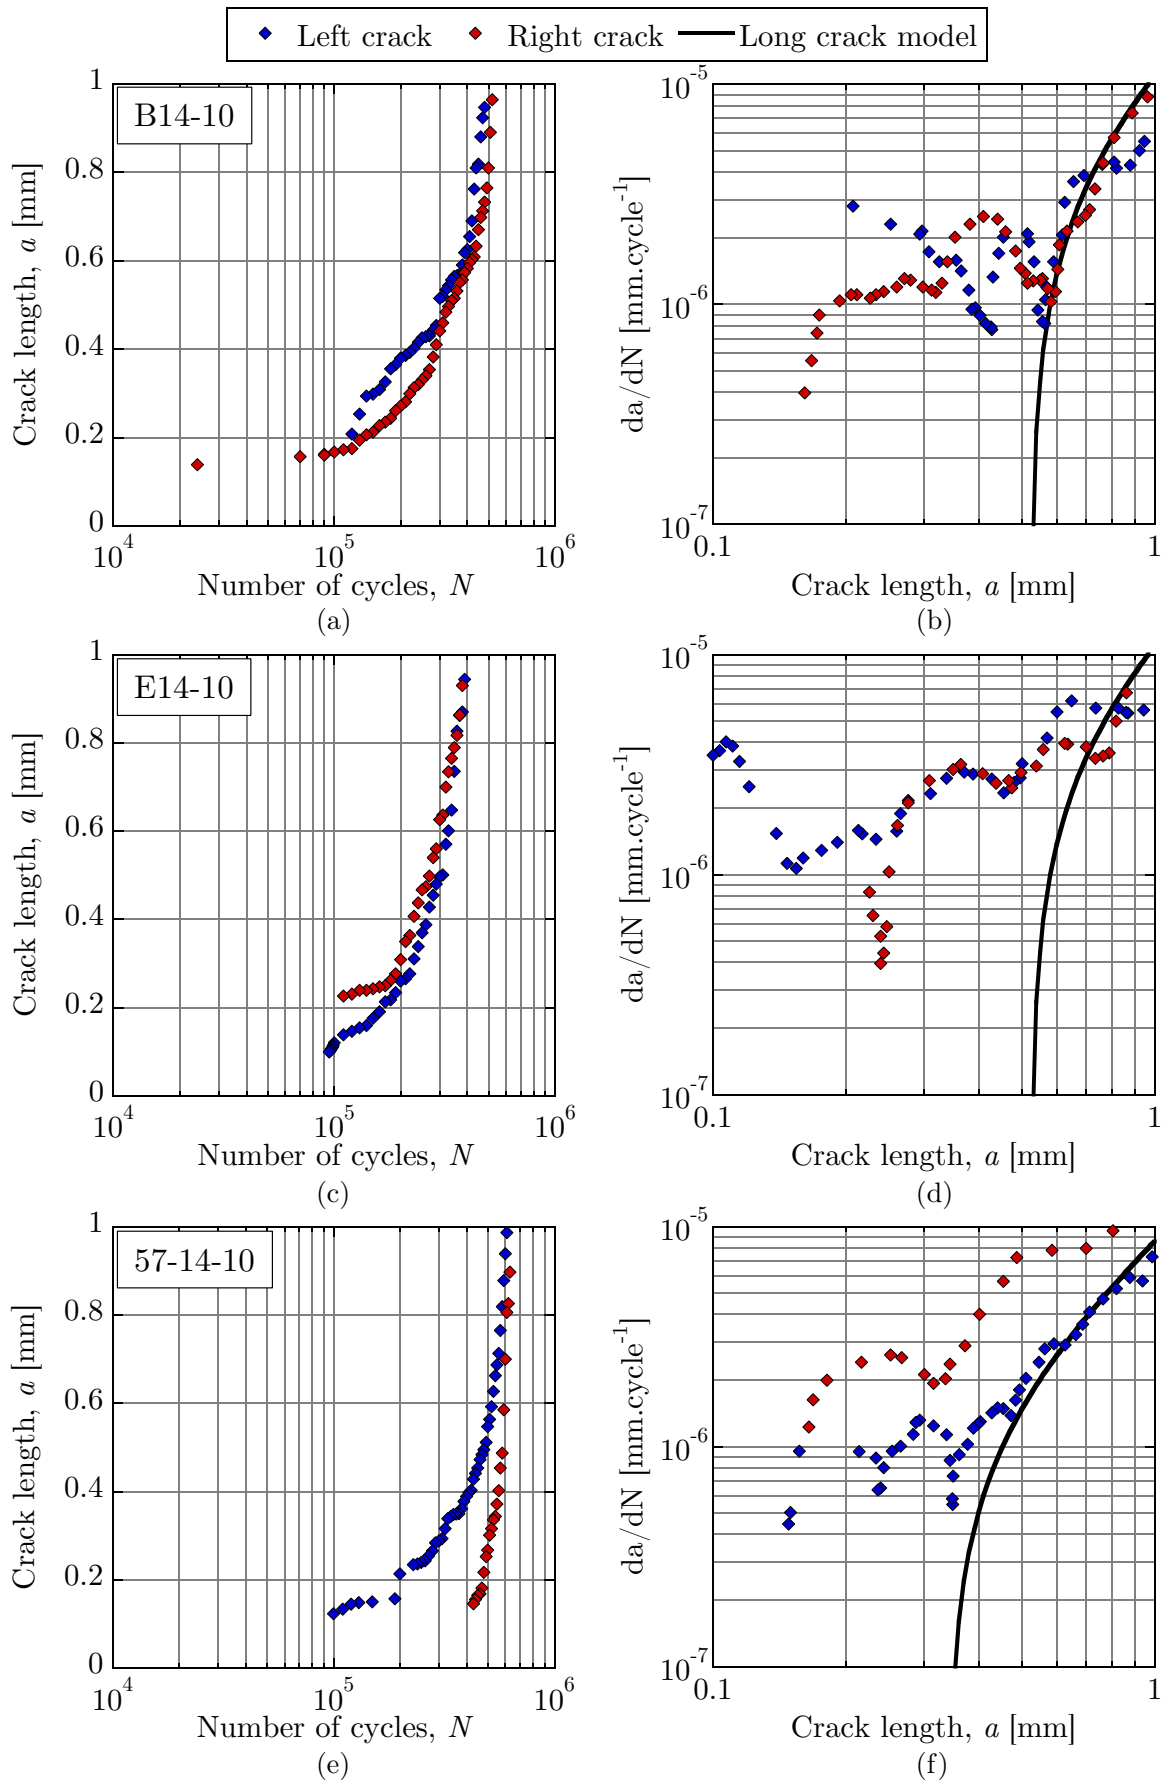 Left crack Right crack Long crack model
B14-10
Crack length, a [mm]
1
0.8
0.6
0.4
0.2
0
10^4 10^5 10^6
Number of cycles, N
(a)
da/dN [mm.cycle^-1]
10^-5
10^-6
10^-7
0.1 1
Crack length, a [mm]
(b)
E14-10
Crack length, a [mm]
1
0.8
0.6
0.4
0.2
0
10^4 10^5 10^6
Number of cycles, N
(c)
da/dN [mm.cycle^-1]
10^-5
10^-6
10^-7
0.1 1
Crack length, a [mm]
(d)
57-14-10
Crack length, a [mm]
1
0.8
0.6
0.4
0.2
0
10^4 10^5 10^6
Number of cycles, N
(e)
da/dN [mm.cycle^-1]
10^-5
10^-6
10^-7
0.1 1
Crack length, a [mm]
(f)